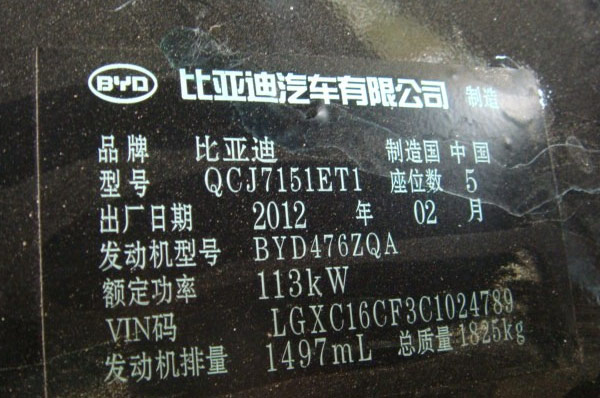 BYD 比亚迪汽车有限公司 制造
品牌 比亚迪 制造国 中国
型号 QCJ7151ET1 座位数 5
出厂日期 2012 年 02 月
发动机型号 BYD476ZQA
额定功率 113kW
VIN码 LGXC16CF3C1024789
发动机排量 1497mL 总质量 1825kg